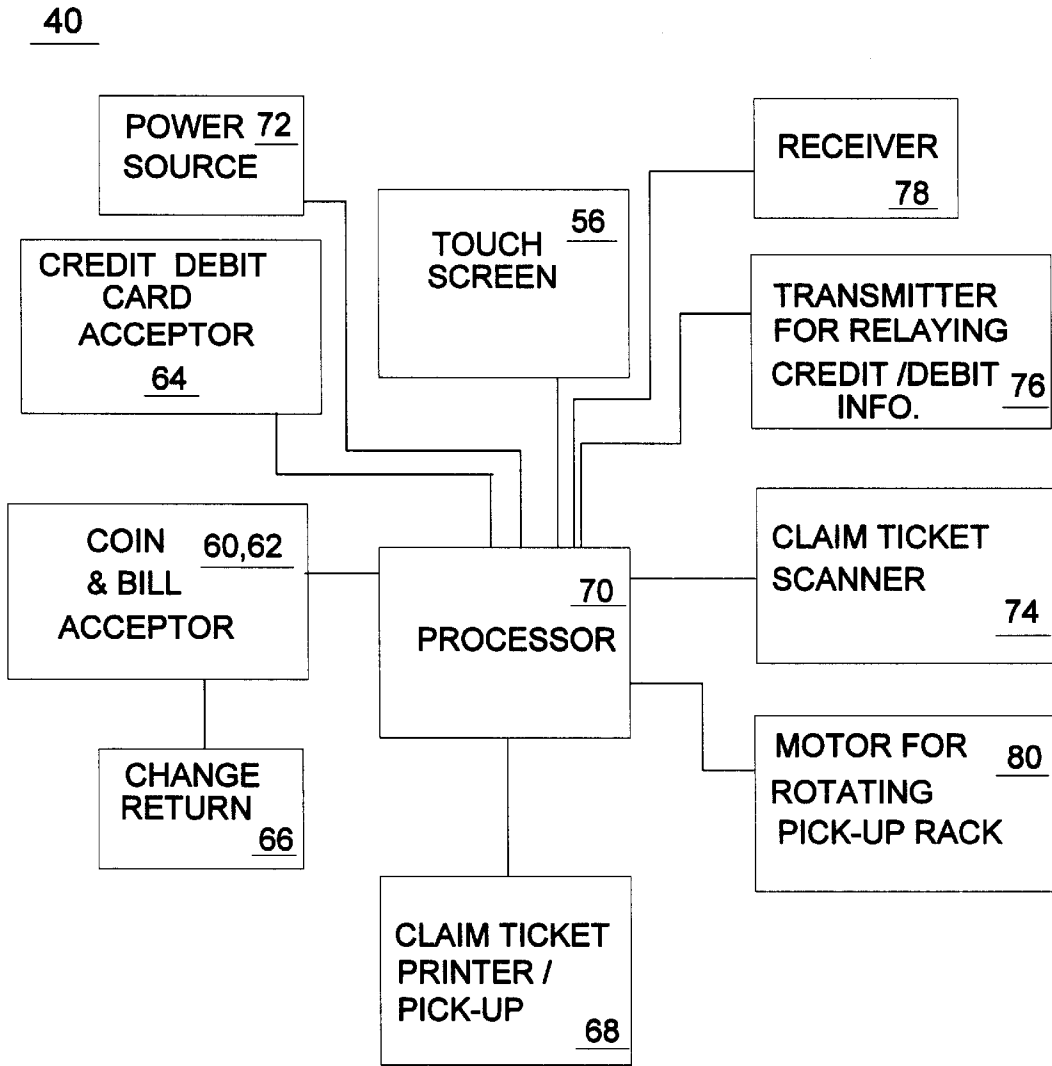 40
POWER 72
SOURCE
CREDIT DEBIT
CARD
ACCEPTOR
64
TOUCH 56
SCREEN
RECEIVER
78
TRANSMITTER
FOR RELAYING
CREDIT /DEBIT
INFO. 76
COIN 60,62
& BILL
ACCEPTOR
70
PROCESSOR
CLAIM TICKET
SCANNER
74
CHANGE
RETURN
66
MOTOR FOR 80
ROTATING
PICK-UP RACK
CLAIM TICKET
PRINTER /
PICK-UP
68